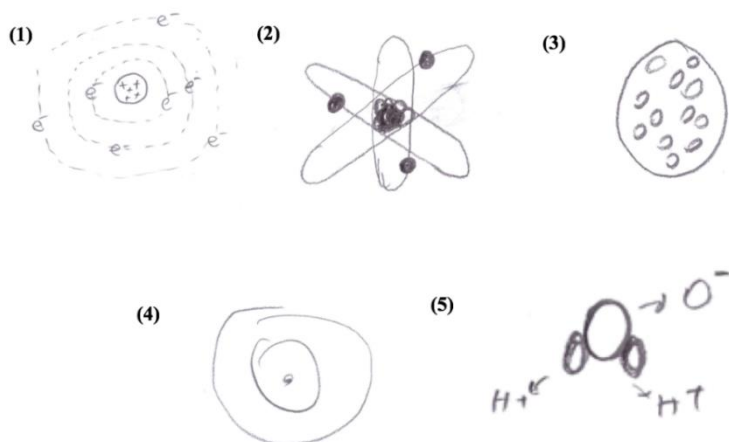 (1) e⁻ (2) (3)
+ + + + +
e⁻ e⁻
e⁻
e⁻ e⁻
e⁻
(4) (5) O⁻
H+ H+